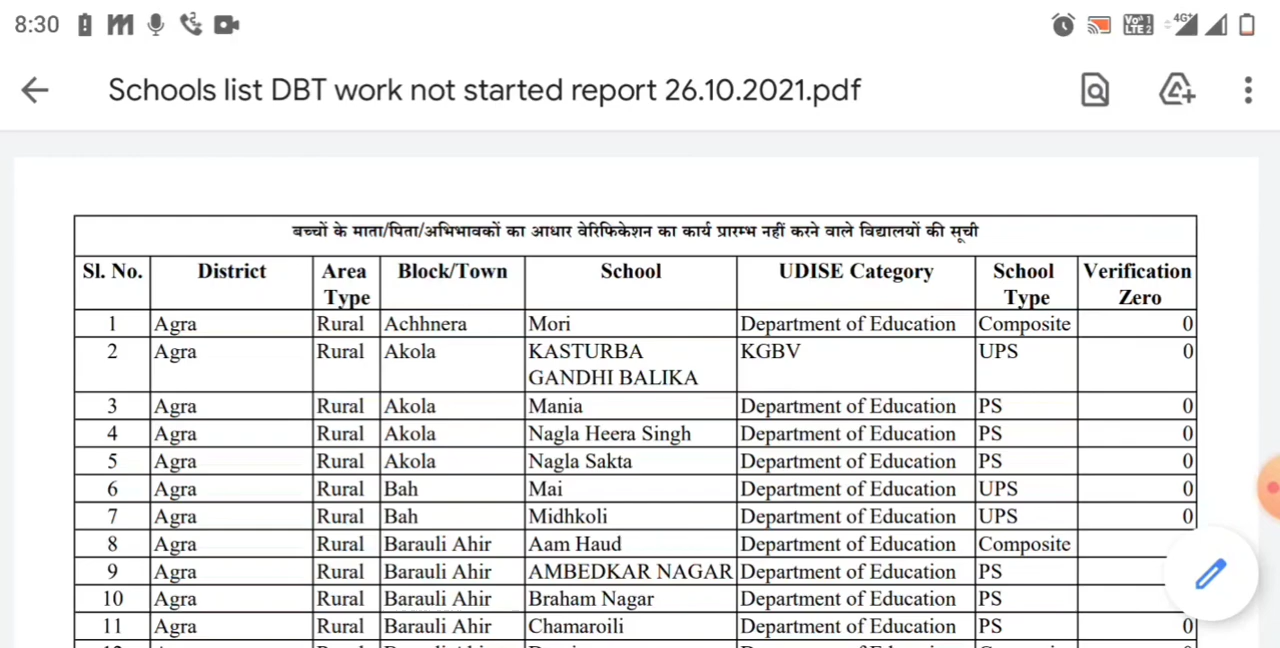 8:30
Vo 1 LTE 2 4G+
Schools list DBT work not started report 26.10.2021.pdf
बच्चों के माता/पिता/अभिभावकों का आधार वेरिफिकेशन का कार्य प्रारम्भ नहीं करने वाले विद्यालयों की सूची
Sl. No. District Area Type Block/Town School UDISE Category School Type Verification Zero
1 Agra Rural Achhnera Mori Department of Education Composite 0
2 Agra Rural Akola KASTURBA GANDHI BALIKA KGBV UPS 0
3 Agra Rural Akola Mania Department of Education PS 0
4 Agra Rural Akola Nagla Heera Singh Department of Education PS 0
5 Agra Rural Akola Nagla Sakta Department of Education PS 0
6 Agra Rural Bah Mai Department of Education UPS 0
7 Agra Rural Bah Midhkoli Department of Education UPS 0
8 Agra Rural Barauli Ahir Aam Haud Department of Education Composite
9 Agra Rural Barauli Ahir AMBEDKAR NAGAR Department of Education PS
10 Agra Rural Barauli Ahir Braham Nagar Department of Education PS
11 Agra Rural Barauli Ahir Chamaroili Department of Education PS 0